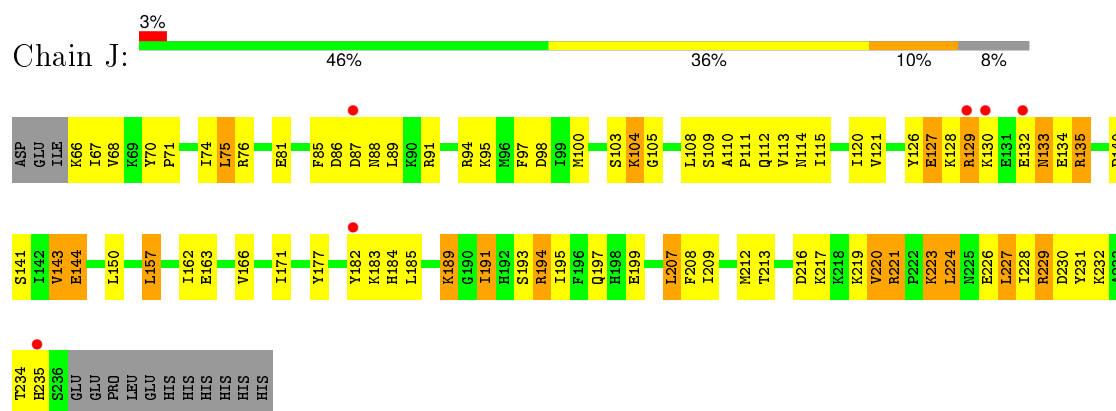 3%
Chain J:
46% 36% 10% 8%
ASP GLU ILE K66 I67 V68 K69 Y70 P71 I74 L75 R76 E81 F85 D86 D87 N88 L89 K90 R91 R94 K95 M96 F97 D98 I99 M100 S103 K104 G105 L108 S109 A110 P111 Q112 V113 N114 I115 I120 V121 Y126 E127 K128 R129 K130 E131 E132 N133 E134 R135
S141 I142 V143 E144 L150 L157 I162 E163 V166 I171 Y177 Y182 K183 H184 L185 K189 G190 I191 H192 S193 R194 I195 F196 Q197 H198 E199 L207 F208 I209 M212 T213 D216 K217 K218 K219 V220 R221 P222 K223 L224 N225 E226 L227 I228 R229 D230 Y231 K232
T234 H235 S236 GLU GLU PRO LEU GLU HIS HIS HIS HIS HIS HIS